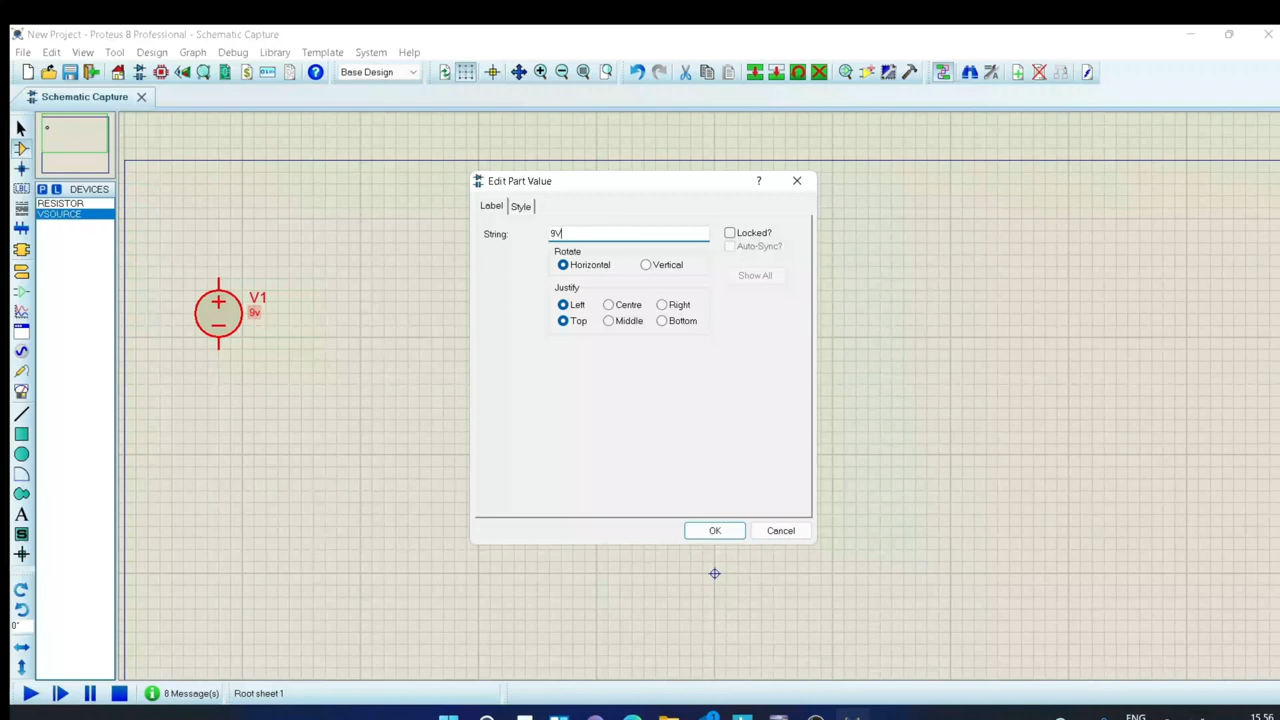 New Project - Proteus 8 Professional - Schematic Capture
File Edit View Tool Design Graph Debug Library Template System Help
Base Design
Schematic Capture
P L DEVICES
RESISTOR
VSOURCE
LBL
A
S
0°
V1
9v
Edit Part Value
?
Label Style
String: 9V
Locked?
Rotate
Auto-Sync?
Horizontal Vertical
Show All
Justify
Left Centre Right
Top Middle Bottom
OK Cancel
8 Message(s) Root sheet 1
ENG 15.56